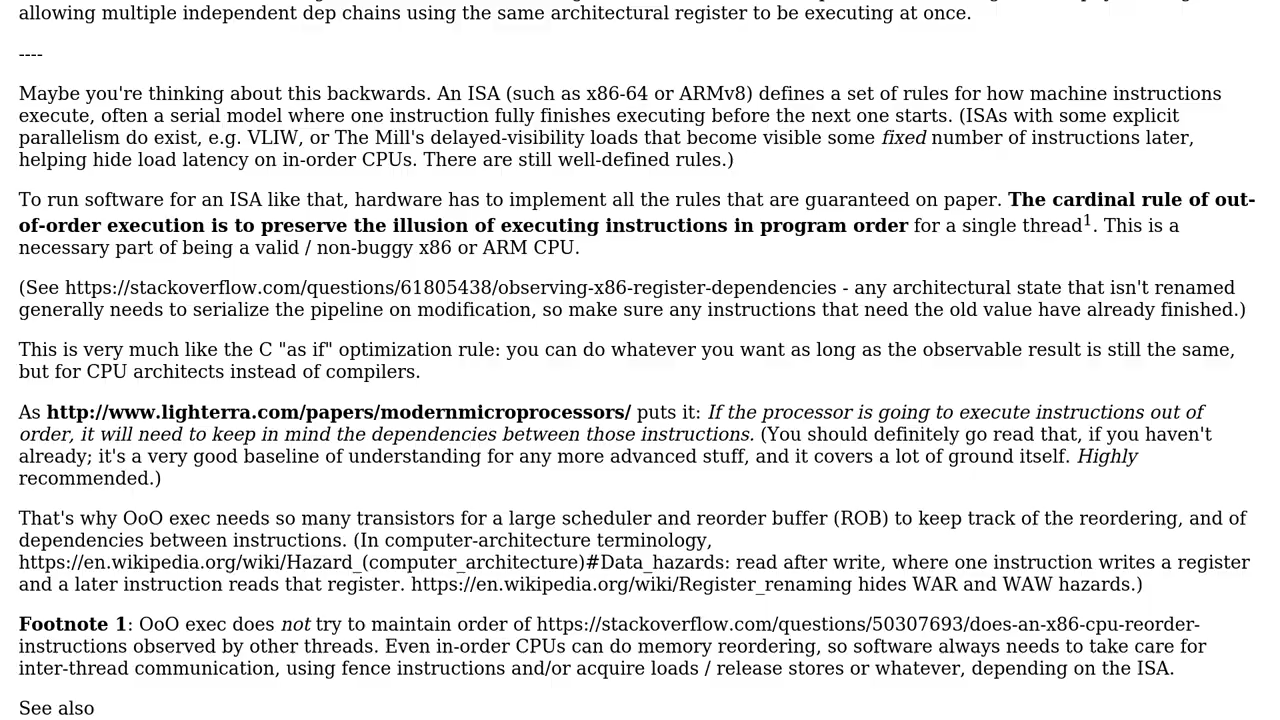 allowing multiple independent dep chains using the same architectural register to be executing at once.
----
Maybe you're thinking about this backwards. An ISA (such as x86-64 or ARMv8) defines a set of rules for how machine instructions
execute, often a serial model where one instruction fully finishes executing before the next one starts. (ISAs with some explicit
parallelism do exist, e.g. VLIW, or The Mill's delayed-visibility loads that become visible some fixed number of instructions later,
helping hide load latency on in-order CPUs. There are still well-defined rules.)
To run software for an ISA like that, hardware has to implement all the rules that are guaranteed on paper. The cardinal rule of out-
of-order execution is to preserve the illusion of executing instructions in program order for a single thread1. This is a
necessary part of being a valid / non-buggy x86 or ARM CPU.
(See https://stackoverflow.com/questions/61805438/observing-x86-register-dependencies - any architectural state that isn't renamed
generally needs to serialize the pipeline on modification, so make sure any instructions that need the old value have already finished.)
This is very much like the C "as if" optimization rule: you can do whatever you want as long as the observable result is still the same,
but for CPU architects instead of compilers.
As http://www.lighterra.com/papers/modernmicroprocessors/ puts it: If the processor is going to execute instructions out of
order, it will need to keep in mind the dependencies between those instructions. (You should definitely go read that, if you haven't
already; it's a very good baseline of understanding for any more advanced stuff, and it covers a lot of ground itself. Highly
recommended.)
That's why OoO exec needs so many transistors for a large scheduler and reorder buffer (ROB) to keep track of the reordering, and of
dependencies between instructions. (In computer-architecture terminology,
https://en.wikipedia.org/wiki/Hazard_(computer_architecture)#Data_hazards: read after write, where one instruction writes a register
and a later instruction reads that register. https://en.wikipedia.org/wiki/Register_renaming hides WAR and WAW hazards.)
Footnote 1: OoO exec does not try to maintain order of https://stackoverflow.com/questions/50307693/does-an-x86-cpu-reorder-
instructions observed by other threads. Even in-order CPUs can do memory reordering, so software always needs to take care for
inter-thread communication, using fence instructions and/or acquire loads / release stores or whatever, depending on the ISA.
See also